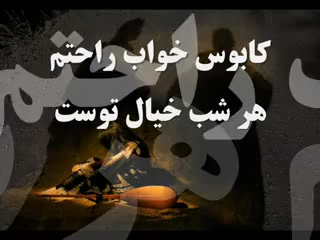 کابوس خواب راحتم
هر شب خیال توست